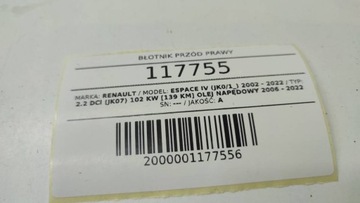 BŁOTNIK PRZÓD PRAWY
117755
MARKA: RENAULT / MODEL: ESPACE IV (JK0/1_) 2002 - 2022 / TYP:
2.2 DCI (JK07) 102 KW [139 KM] OLEJ NAPĘDOWY 2006 - 2022
SN: --- / JAKOŚĆ: A
2000001177556